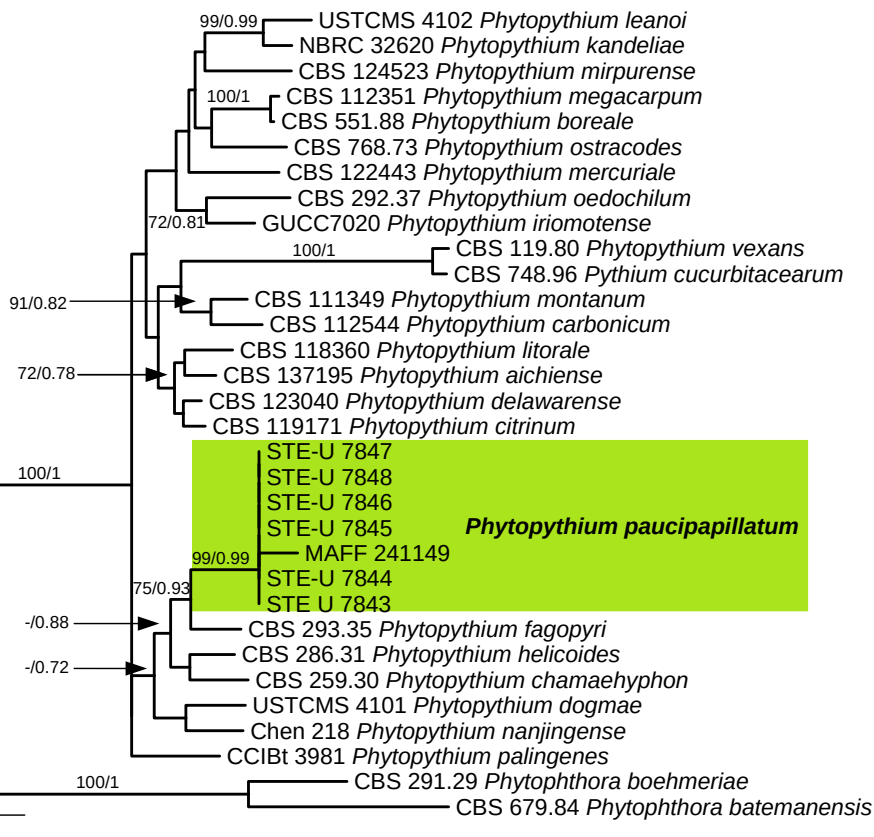 99/0.99
USTCMS 4102 Phytopythium leanoi
NBRC 32620 Phytopythium kandeliae
CBS 124523 Phytopythium mirpurense
100/1
CBS 112351 Phytopythium megacarpum
CBS 551.88 Phytopythium boreale
CBS 768.73 Phytopythium ostracodes
CBS 122443 Phytopythium mercuriale
CBS 292.37 Phytopythium oedochilum
72/0.81
GUCC7020 Phytopythium iriomotense
100/1
CBS 119.80 Phytopythium vexans
CBS 748.96 Pythium cucurbitacearum
91/0.82
CBS 111349 Phytopythium montanum
CBS 112544 Phytopythium carbonicum
CBS 118360 Phytopythium litorale
72/0.78
CBS 137195 Phytopythium aichiense
CBS 123040 Phytopythium delawarense
CBS 119171 Phytopythium citrinum
STE-U 7847
100/1
STE-U 7848
STE-U 7846
STE-U 7845
Phytopythium paucipapillatum
99/0.99
MAFF 241149
STE-U 7844
75/0.93
STE U 7843
-/0.88
CBS 293.35 Phytopythium fagopyri
CBS 286.31 Phytopythium helicoides
-/0.72
CBS 259.30 Phytopythium chamaehyphon
USTCMS 4101 Phytopythium dogmae
Chen 218 Phytopythium nanjingense
CCIBt 3981 Phytopythium palingenes
100/1
CBS 291.29 Phytophthora boehmeriae
CBS 679.84 Phytophthora batemanensis